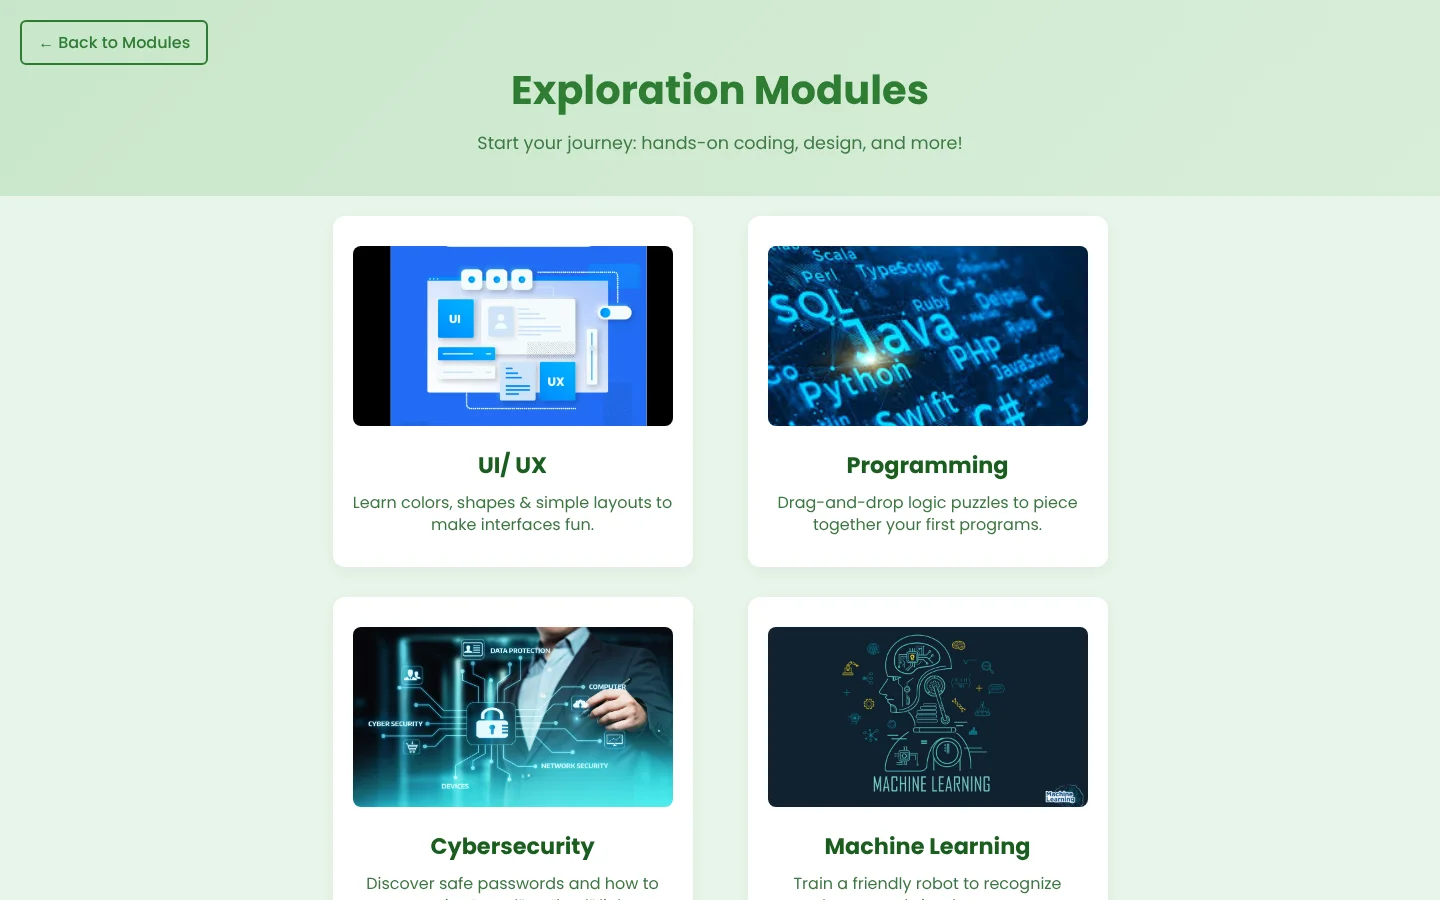 ← Back to Modules
Exploration Modules
Start your journey: hands-on coding, design, and more!
UI
UX
Scala
Perl
TypeScript
C++
SQL
Ruby
Delphi
C
Java
PHP
JavaScript
Python
Swift
C#
UI/ UX
Programming
Learn colors, shapes & simple layouts to
make interfaces fun.
Drag-and-drop logic puzzles to piece
together your first programs.
DATA PROTECTION
COMPUTER
CYBER SECURITY
NETWORK SECURITY
DEVICES
MACHINE LEARNING
Machine
Learning
Cybersecurity
Machine Learning
Discover safe passwords and how to
Train a friendly robot to recognize